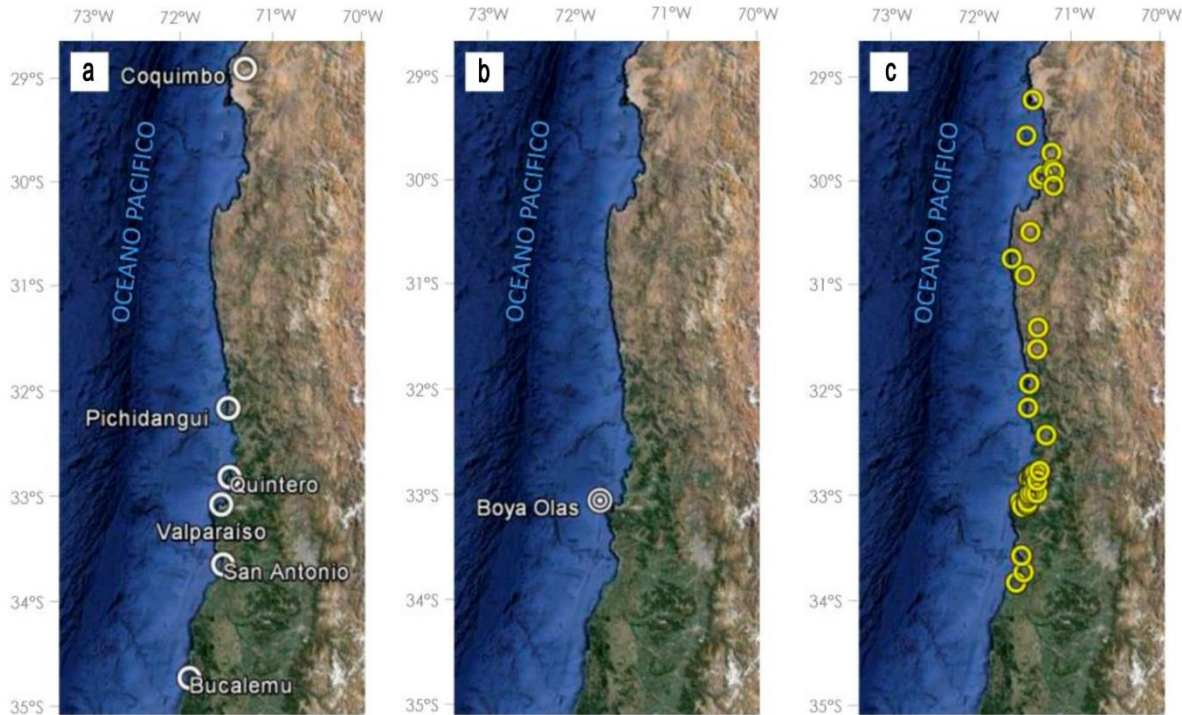 73°W 72°W 71°W 70°W
73°W 72°W 71°W 70°W
73°W 72°W 71°W 70°W
a
29°S
30°S
31°S
32°S
33°S
34°S
35°S
Coquimbo
OCEANO PACIFICO
Pichidangui
Quintero
Valparaiso
San Antonio
Bucalemu
b
29°S
30°S
31°S
32°S
33°S
34°S
35°S
OCEANO PACIFICO
Boya Olas
c
29°S
30°S
31°S
32°S
33°S
34°S
35°S
OCEANO PACIFICO